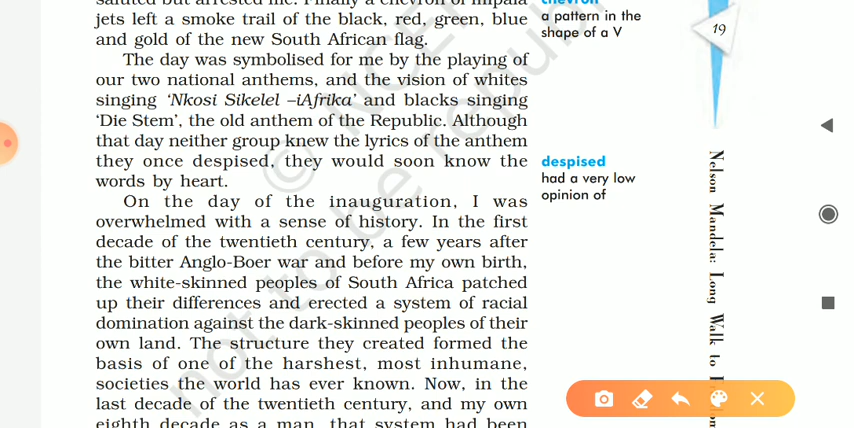 saluted but arrested me. Finally a chevron of impala
jets left a smoke trail of the black, red, green, blue
and gold of the new South African flag.
The day was symbolised for me by the playing of
our two national anthems, and the vision of whites
singing ‘Nkosi Sikelel –iAfrika’ and blacks singing
‘Die Stem’, the old anthem of the Republic. Although
that day neither group knew the lyrics of the anthem
they once despised, they would soon know the
words by heart.
On the day of the inauguration, I was
overwhelmed with a sense of history. In the first
decade of the twentieth century, a few years after
the bitter Anglo-Boer war and before my own birth,
the white-skinned peoples of South Africa patched
up their differences and erected a system of racial
domination against the dark-skinned peoples of their
own land. The structure they created formed the
basis of one of the harshest, most inhumane,
societies the world has ever known. Now, in the
last decade of the twentieth century, and my own
eighth decade as a man, that system had been
chevron
a pattern in the
shape of a V
despised
had a very low
opinion of
19
Nelson Mandela: Long Walk to
© NCE
not to be republ